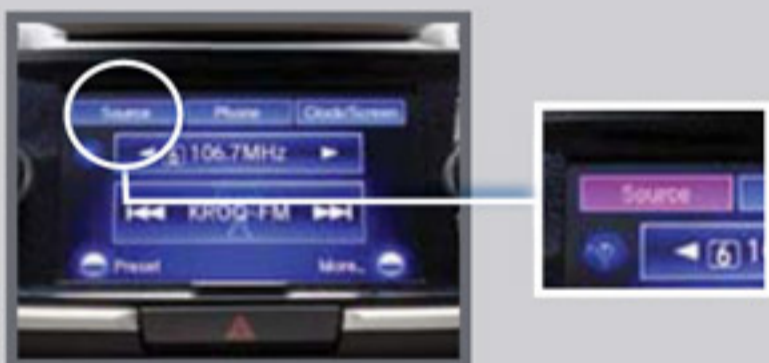 Source Phone Clock/Screen
6 106.7MHz
KROQ-FM
Preset More...
Source
6 1